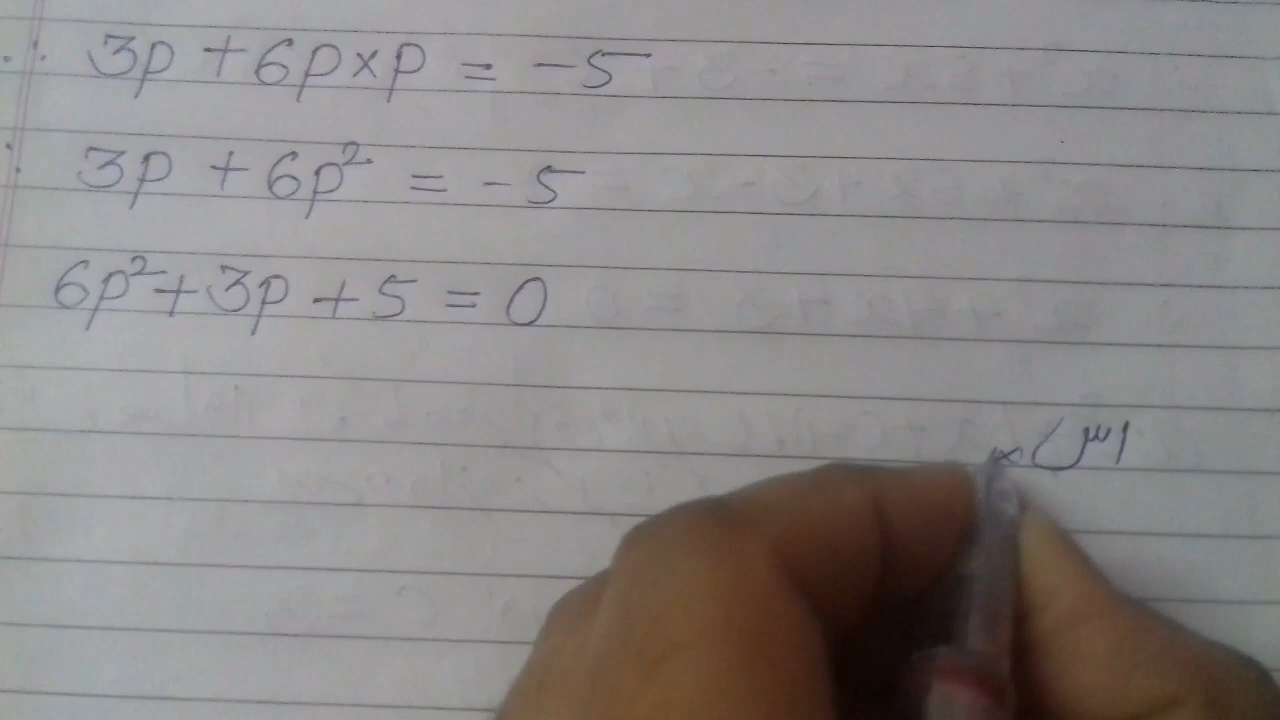 ∴ 3p + 6p × p = -5
∴ 3p + 6p² = -5
6p² + 3p + 5 = 0
اس